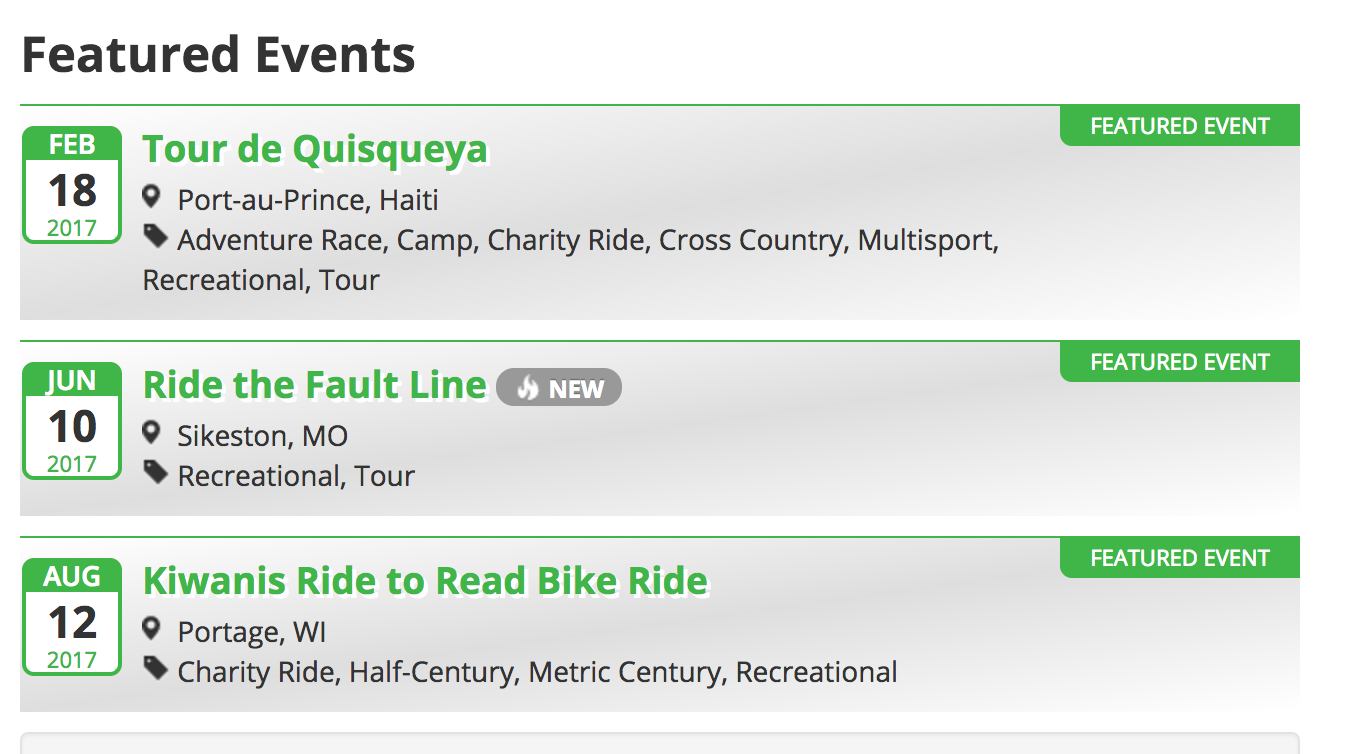 Featured Events
FEATURED EVENT
FEB
18
2017
Tour de Quisqueya
Port-au-Prince, Haiti
Adventure Race, Camp, Charity Ride, Cross Country, Multisport,
Recreational, Tour
FEATURED EVENT
JUN
10
2017
Ride the Fault Line NEW
Sikeston, MO
Recreational, Tour
FEATURED EVENT
AUG
12
2017
Kiwanis Ride to Read Bike Ride
Portage, WI
Charity Ride, Half-Century, Metric Century, Recreational